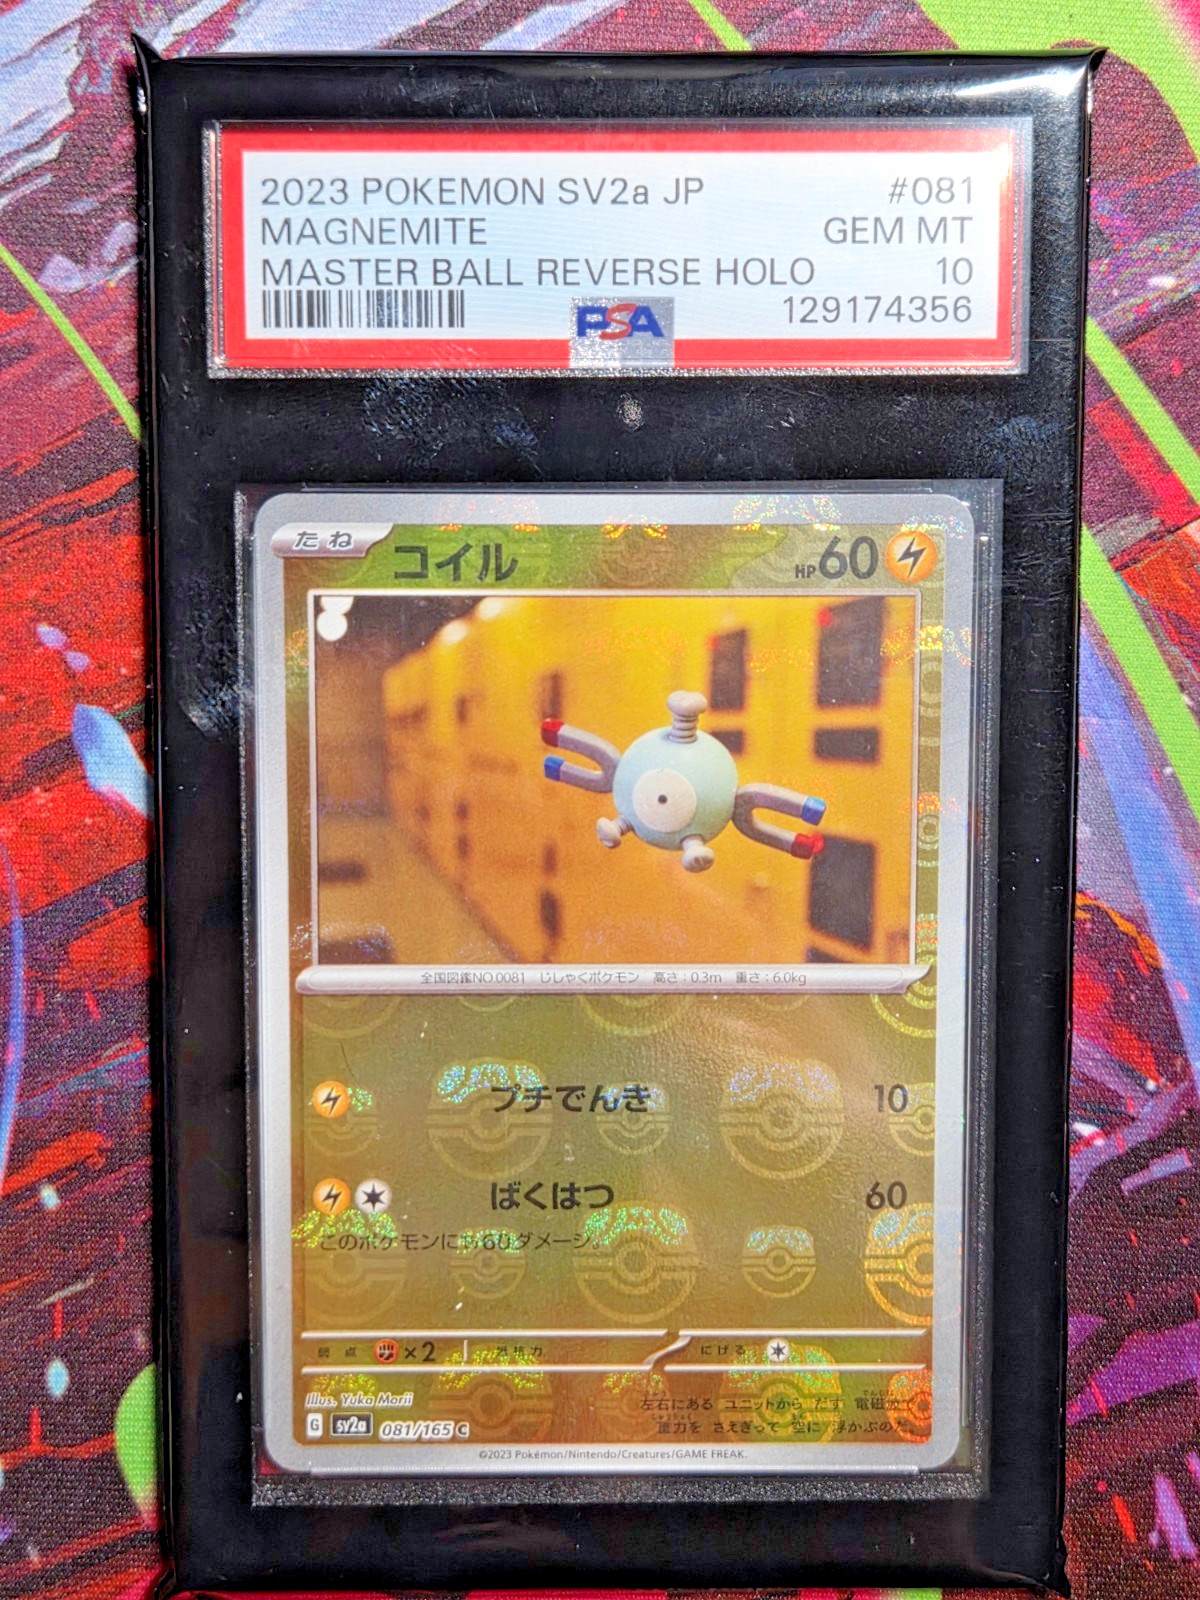 2023 POKEMON SV2a JP #081
MAGNEMITE GEM MT
MASTER BALL REVERSE HOLO 10
PSA 129174356
たね コイル HP60
全国図鑑NO.0081 じしゃくポケモン 高さ:0.3m 重さ:6.0kg
プチでんき 10
ばくはつ 60
このポケモンにも60ダメージ。
弱点 ×2 抵抗力 にげる
Illus. Yuka Morii
左右にある ユニットから だす 電磁波で
G sv2a 081/165 C
重力を さえぎって 空に 浮かぶのだ
©2023 Pokémon/Nintendo/Creatures/GAME FREAK.